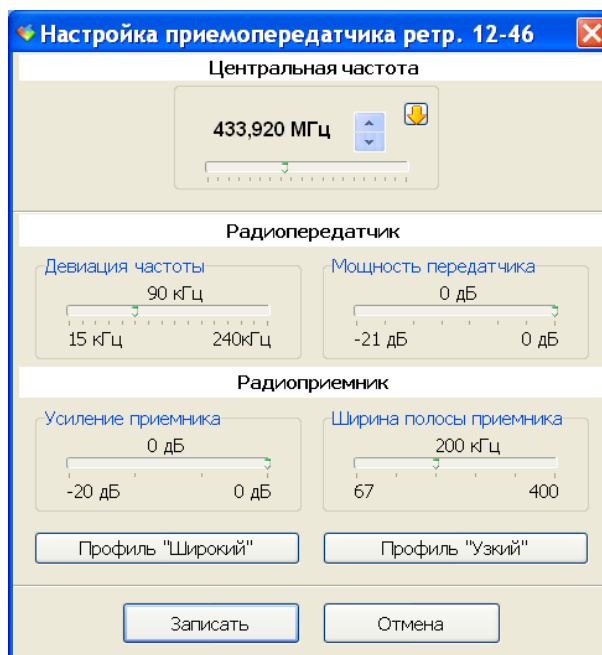 Настройка приемопередатчика ретр. 12-46
Центральная частота
433,920 МГц
Радиопередатчик
Девиация частоты Мощность передатчика
90 кГц 0 дБ
15 кГц 240кГц -21 дБ 0 дБ
Радиоприемник
Усиление приемника Ширина полосы приемника
0 дБ 200 кГц
-20 дБ 0 дБ 67 400
Профиль "Широкий" Профиль "Узкий"
Записать Отмена